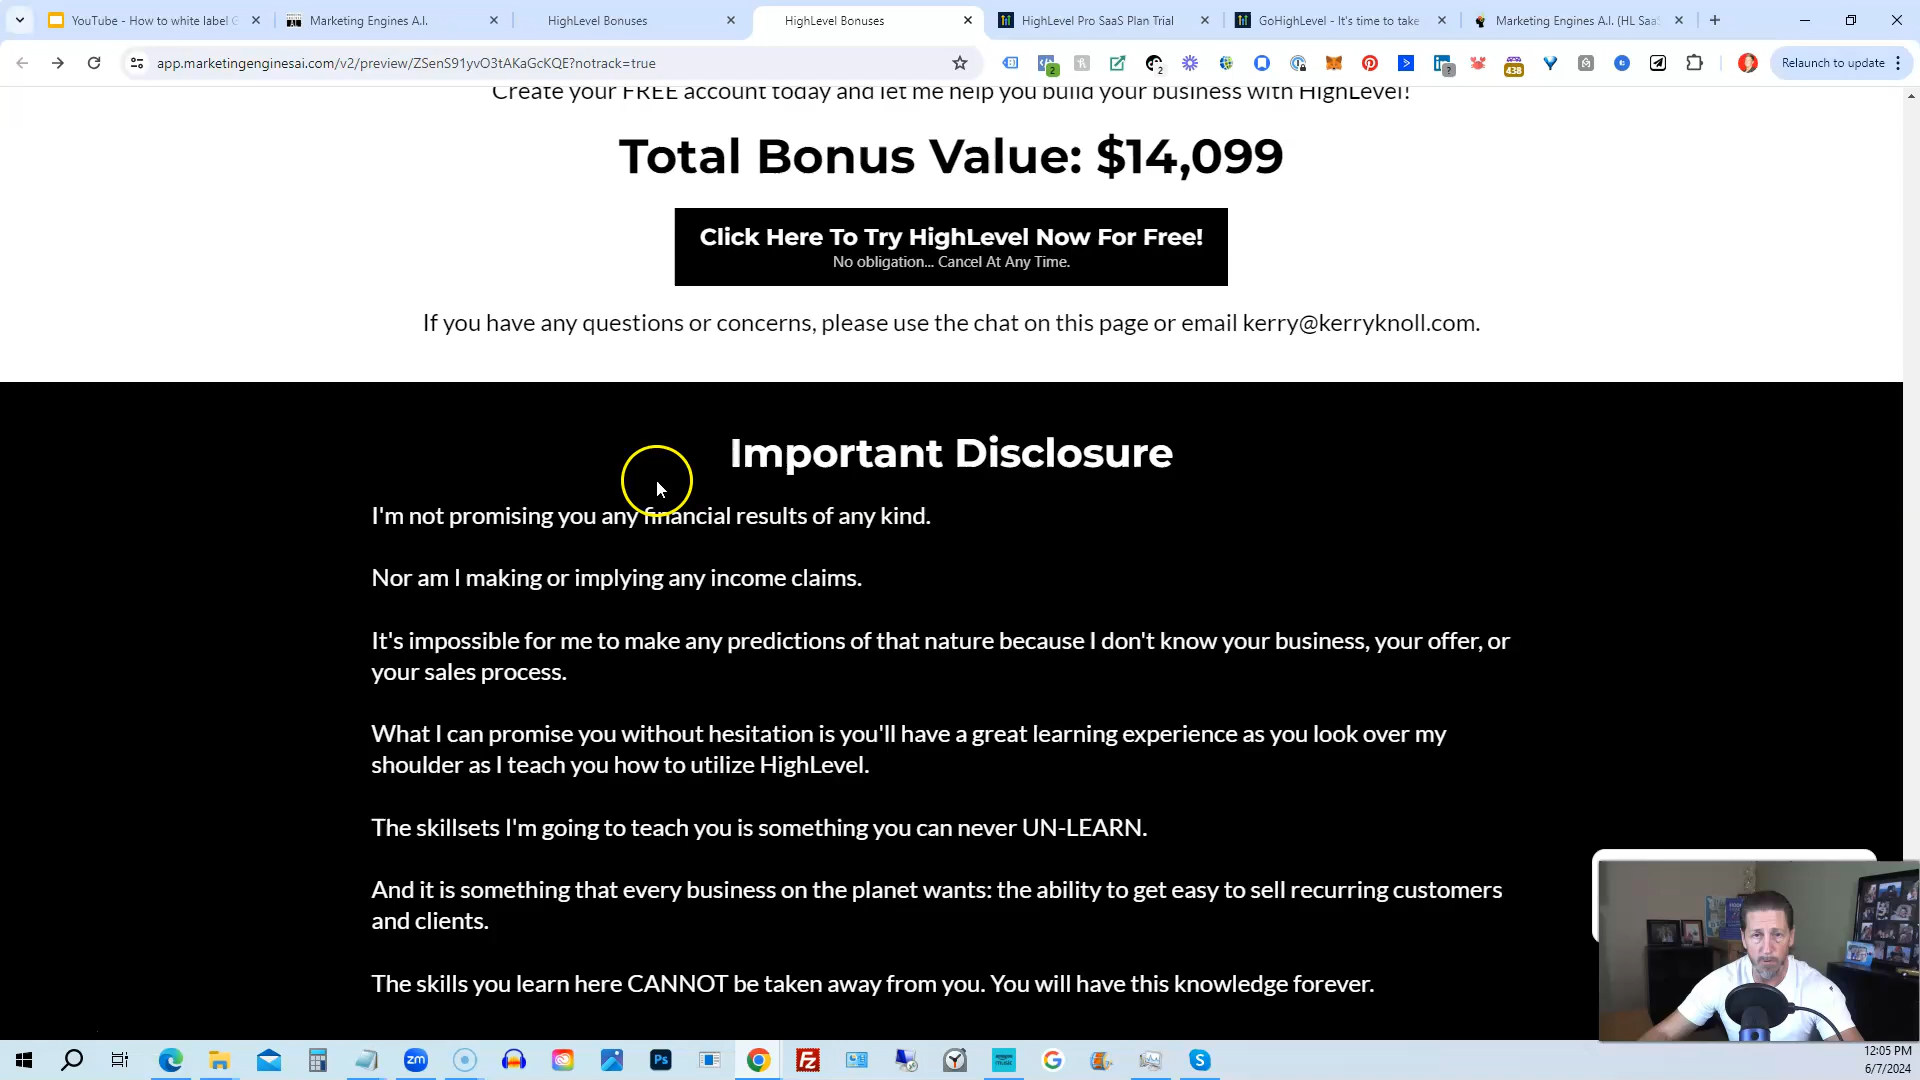 YouTube - How to white label G
Marketing Engines A.I.
HighLevel Bonuses
HighLevel Bonuses
HighLevel Pro SaaS Plan Trial
GoHighLevel - It's time to take
Marketing Engines A.I. (HL Saa
app.marketingenginesai.com/v2/preview/ZSenS91yvO3tAKaGcKQE?notrack=true
2
2
438
Relaunch to update
Create your FREE account today and let me help you build your business with HighLevel!
Total Bonus Value: $14,099
Click Here To Try HighLevel Now For Free!
No obligation... Cancel At Any Time.
If you have any questions or concerns, please use the chat on this page or email kerry@kerryknoll.com.
Important Disclosure
I'm not promising you any financial results of any kind.
Nor am I making or implying any income claims.
It's impossible for me to make any predictions of that nature because I don't know your business, your offer, or
your sales process.
What I can promise you without hesitation is you'll have a great learning experience as you look over my
shoulder as I teach you how to utilize HighLevel.
The skillsets I'm going to teach you is something you can never UN-LEARN.
And it is something that every business on the planet wants: the ability to get easy to sell recurring customers
and clients.
The skills you learn here CANNOT be taken away from you. You will have this knowledge forever.
zm
Ps
12:05 PM
6/7/2024